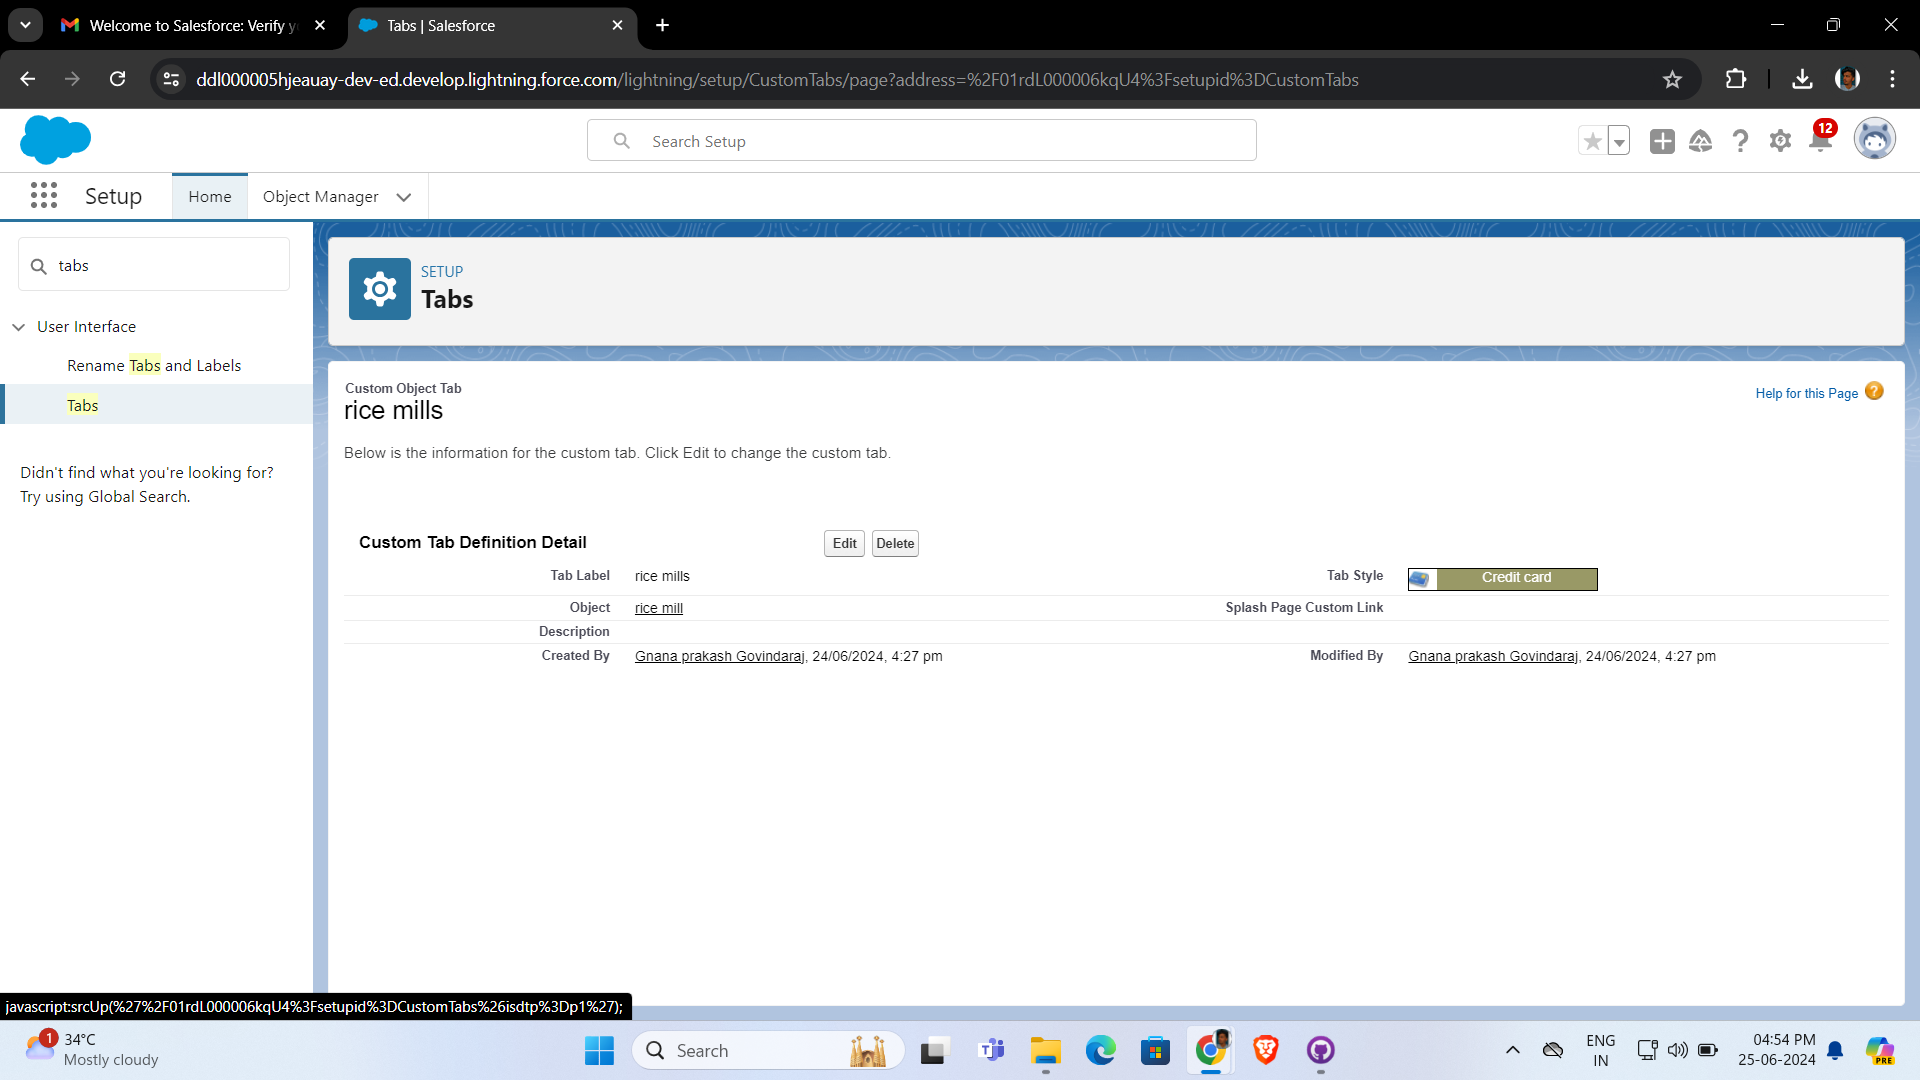 Welcome to Salesforce: Verify y
Tabs | Salesforce
ddl000005hjeauay-dev-ed.develop.lightning.force.com/lightning/setup/CustomTabs/page?address=%2F01rdL000006kqU4%3Fsetupid%3DCustomTabs
Search Setup
12
Setup
Home
Object Manager
tabs
User Interface
Rename Tabs and Labels
Tabs
Didn't find what you're looking for?
Try using Global Search.
SETUP
Tabs
Custom Object Tab
rice mills
Help for this Page
Below is the information for the custom tab. Click Edit to change the custom tab.
Custom Tab Definition Detail
Edit
Delete
Tab Label rice mills
Tab Style Credit card
Object rice mill
Splash Page Custom Link
Description
Created By Gnana prakash Govindaraj, 24/06/2024, 4:27 pm
Modified By Gnana prakash Govindaraj, 24/06/2024, 4:27 pm
javascript:srcUp(%27%2F01rdL000006kqU4%3Fsetupid%3DCustomTabs%26isdtp%3Dp1%27);
1
34°C
Mostly cloudy
Search
ENG
IN
04:54 PM
25-06-2024
PRE